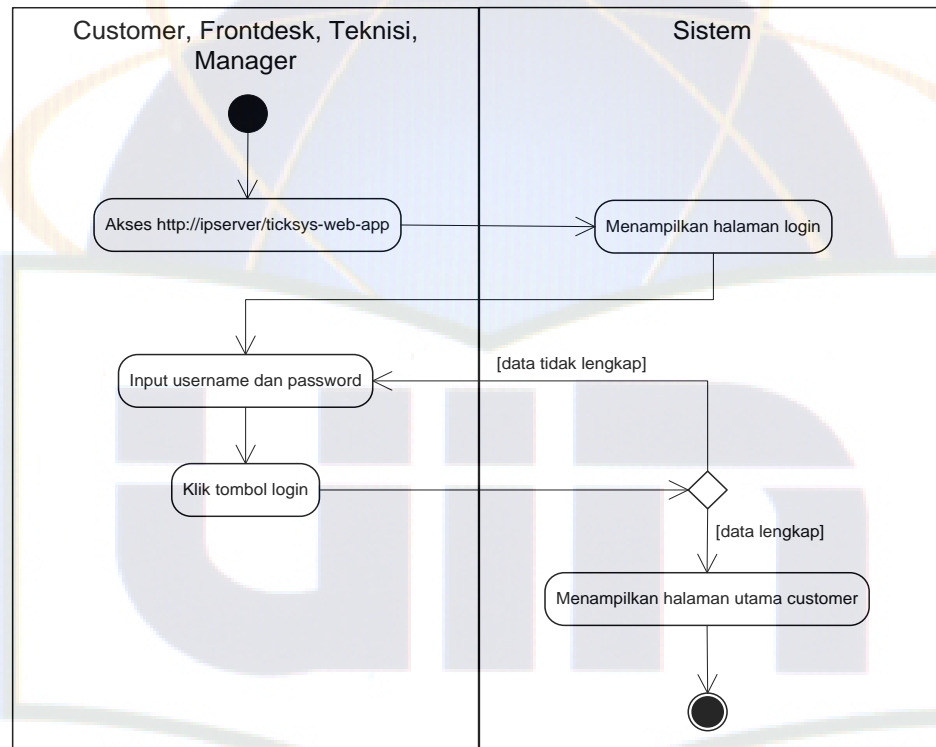 Customer, Frontdesk, Teknisi,
Manager
Sistem
Akses http://ipserver/ticksys-web-app
Menampilkan halaman login
Input username dan password
[data tidak lengkap]
Klik tombol login
[data lengkap]
Menampilkan halaman utama customer
uin